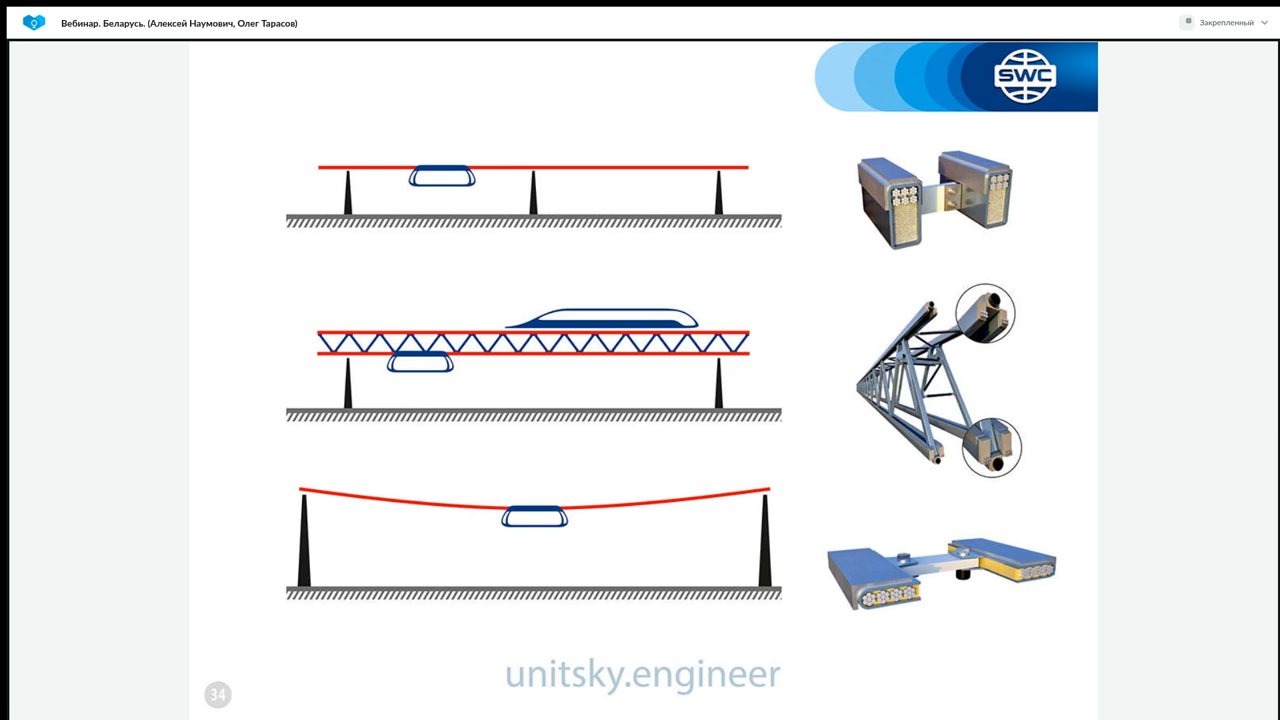 Вебинар. Беларусь. (Алексей Наумович, Олег Тарасов)
Закрепленный
SWC
unitsky.engineer
34